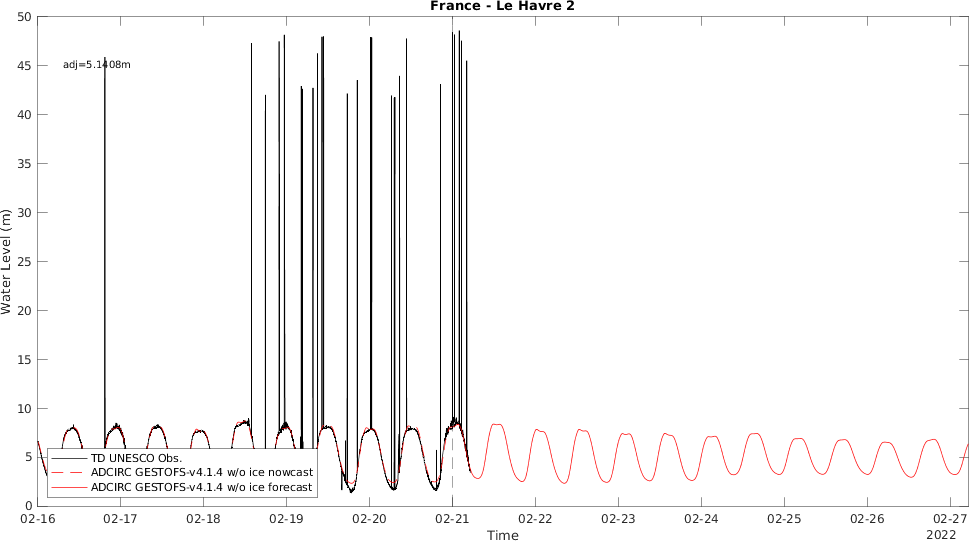 France - Le Havre 2
adj=5.1408m
50
45
40
35
30
25
20
15
10
5
0
Water Level (m)
TD UNESCO Obs.
ADCIRC GESTOFS-v4.1.4 w/o ice nowcast
ADCIRC GESTOFS-v4.1.4 w/o ice forecast
02-16 02-17 02-18 02-19 02-20 02-21 02-22 02-23 02-24 02-25 02-26 02-27
Time
2022